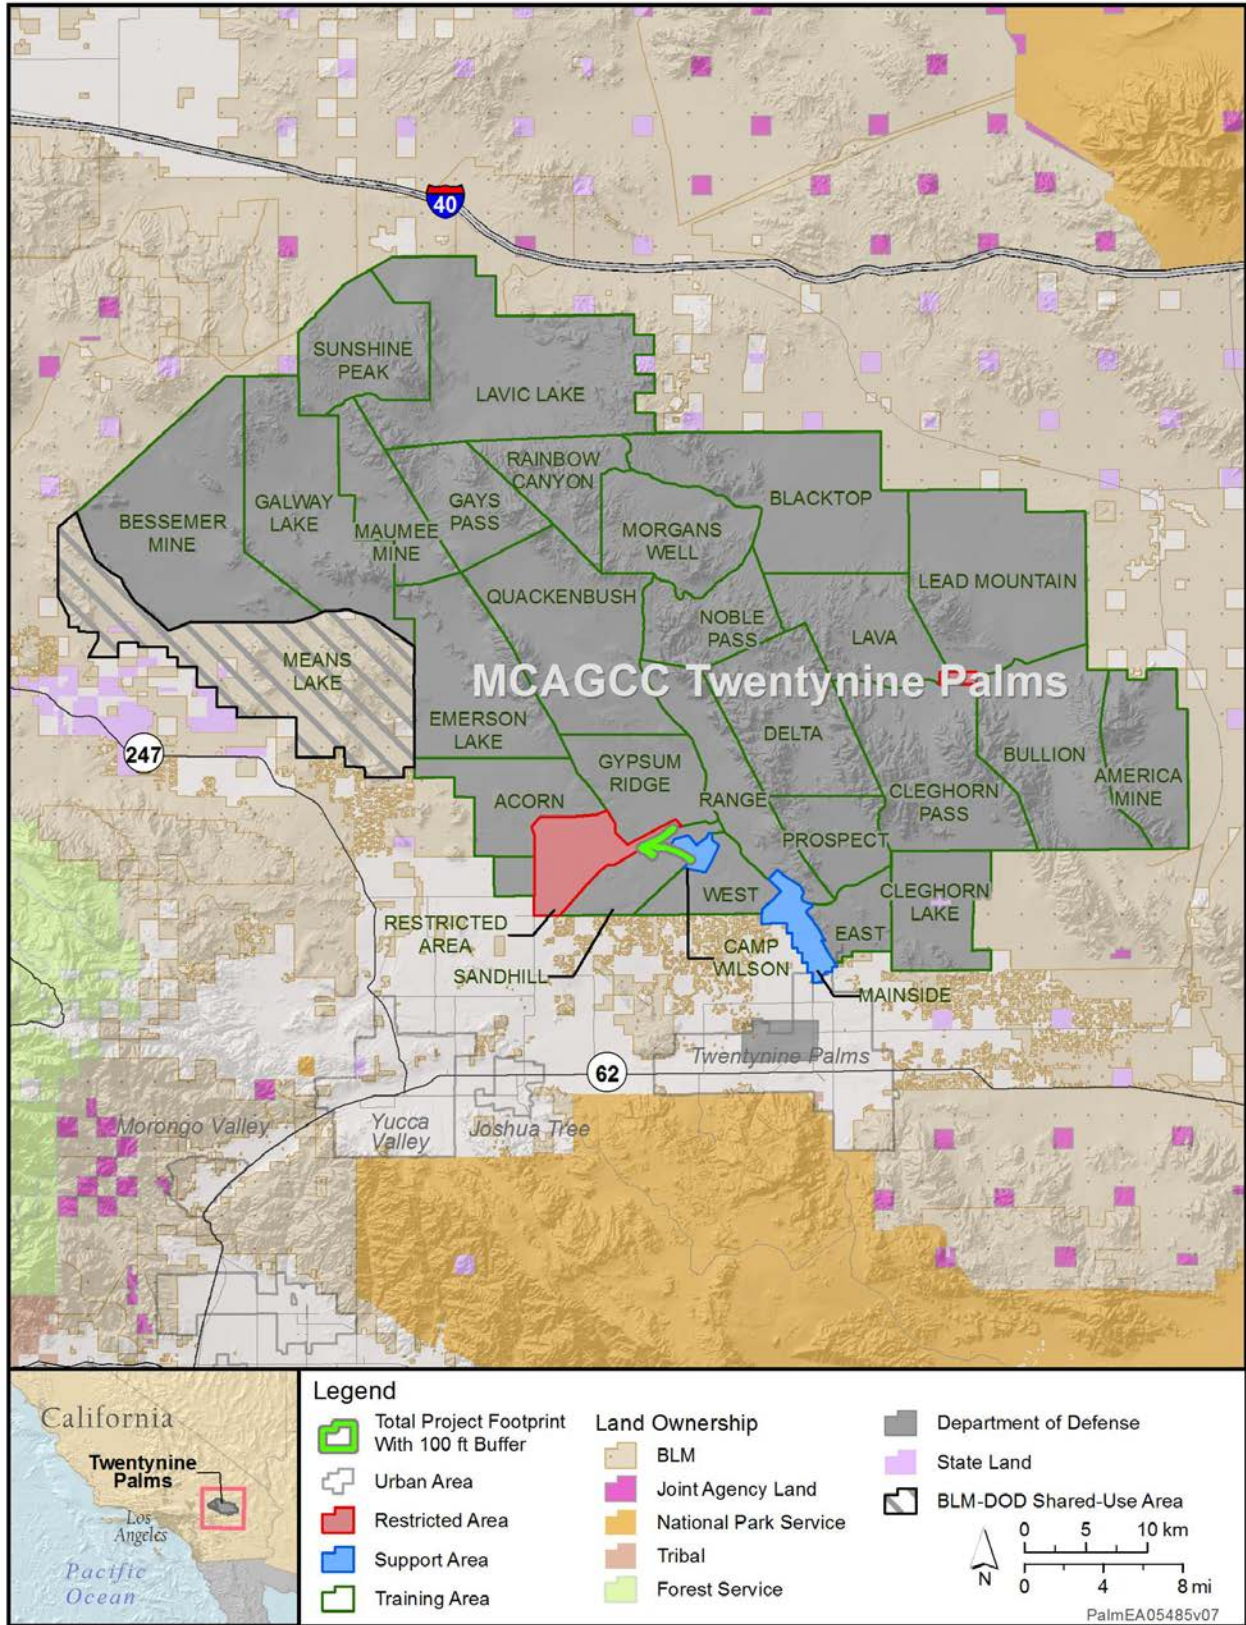 40
SUNSHINE
PEAK
LAVIC LAKE
RAINBOW
CANYON
BLACKTOP
GAYS
PASS
GALWAY
LAKE
BESSEMER
MINE
MAUMEE
MINE
MORGANS
WELL
LEAD MOUNTAIN
QUACKENBUSH
NOBLE
PASS
LAVA
MEANS
LAKE
MCAGCC Twentynine Palms
EMERSON
LAKE
DELTA
247
BULLION
GYPSUM
RIDGE
AMERICA
MINE
ACORN
RANGE
CLEGHORN
PASS
PROSPECT
WEST
CLEGHORN
LAKE
RESTRICTED
AREA
EAST
CAMP
WILSON
SANDHILL
MAINSIDE
Twentynine Palms
62
Morongo Valley
Yucca
Valley
Joshua Tree
California
Twentynine
Palms
Los
Angeles
Pacific
Ocean
Legend
Total Project Footprint
With 100 ft Buffer
Urban Area
Restricted Area
Support Area
Training Area
Land Ownership
BLM
Joint Agency Land
National Park Service
Tribal
Forest Service
Department of Defense
State Land
BLM-DOD Shared-Use Area
N
0 5 10 km
0 4 8 mi
PalmEA05485v07